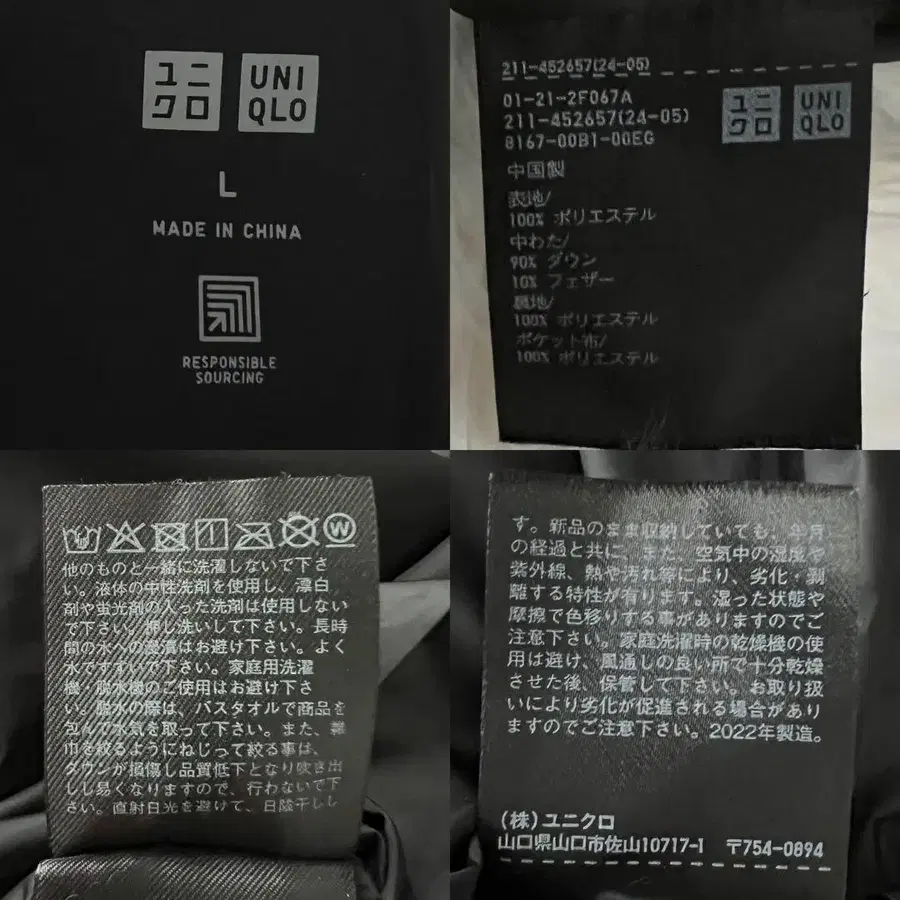 ユニ
クロ
UNI
QLO
L
MADE IN CHINA
RESPONSIBLE
SOURCING
211-452657(24-05)
01-21-2F067A
211-452657(24-05)
8167-00B1-00EG
ユニ
クロ
UNI
QLO
中国製
表地/
100% ポリエステル
中わた/
90% ダウン
10% フェザー
裏地/
100% ポリエステル
ポケット布/
100% ポリエステル
W
他のものと一緒に洗濯しないで下さ
い。液体の中性洗剤を使用し、漂白
剤や蛍光剤の入った洗剤は使用しない
で下さい。押し洗いして下さい。長時
間の水への浸漬はお避け下さい。よく
水ですすいで下さい。家庭用洗濯
機・脱水機のご使用はお避け下さ
い。脱水の際は、バスタオルで商品を
包んで水気を取って下さい。また、雑
巾を絞るようにねじって絞る事は、
ダウンが損傷し品質低下となり吹き出
しし易くなりますので、行わないで下
さい。直射日光を避けて、日陰干しし
す。新品のまま収納していても、年月
の経過と共に、また、空気中の湿度や
紫外線、熱や汚れ等により、劣化・剥
離する特性が有ります。湿った状態や
摩擦で色移りする事がありますのでご
注意下さい。家庭洗濯時の乾燥機の使
用は避け、風通しの良い所で十分乾燥
させた後、保管して下さい。お取り扱
いにより劣化が促進される場合があり
ますのでご注意下さい。2022年製造。
(株)ユニクロ
山口県山口市佐山10717-1 〒754-0894